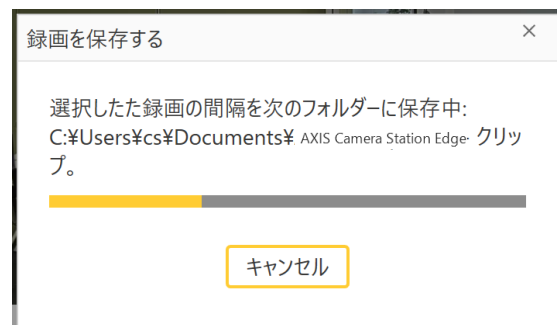 録画を保存する
選択したた録画の間隔を次のフォルダーに保存中:
C:¥Users¥cs¥Documents¥ AXIS Camera Station Edge· クリッ
プ。
キャンセル